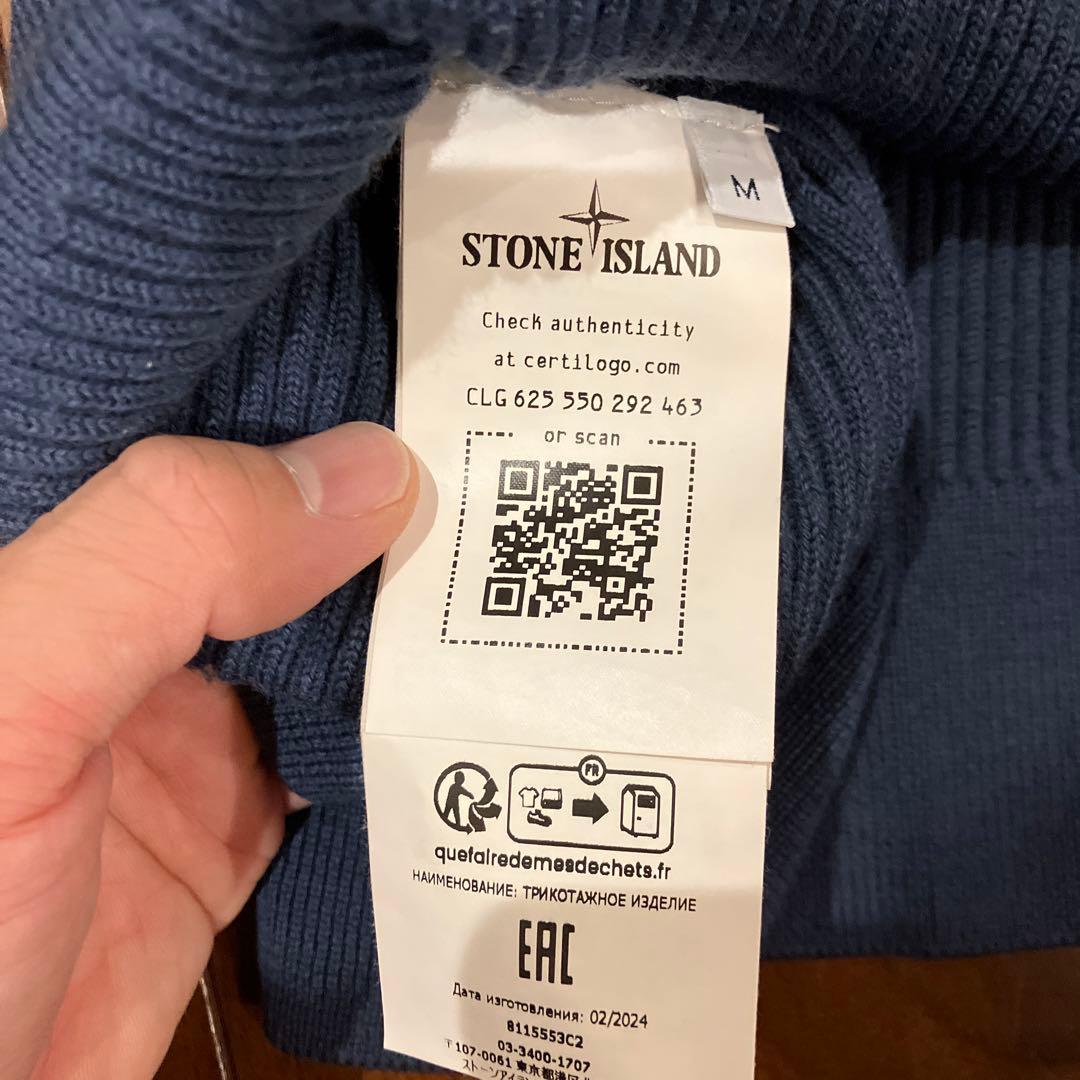 M
STONE ISLAND
Check authenticity
at certilogo.com
CLG 625 550 292 463
or scan
FR
quefairedemesdechets.fr
НАИМЕНОВАНИЕ: ТРИКОТАЖНОЕ ИЗДЕЛИЕ
EAC
Дата изготовления: 02/2024
8115553C2
03-3400-1707
〒107-0061 東京都港区